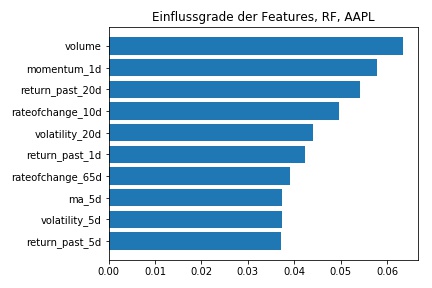 Einflussgrade der Features, RF, AAPL
volume
momentum_1d
return_past_20d
rateofchange_10d
volatility_20d
return_past_1d
rateofchange_65d
ma_5d
volatility_5d
return_past_5d
0.00 0.01 0.02 0.03 0.04 0.05 0.06